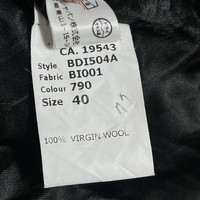 CA. 19543
Style BDI504A
Fabric BI001
Colour 790
Size 40
100% VIRGIN WOOL